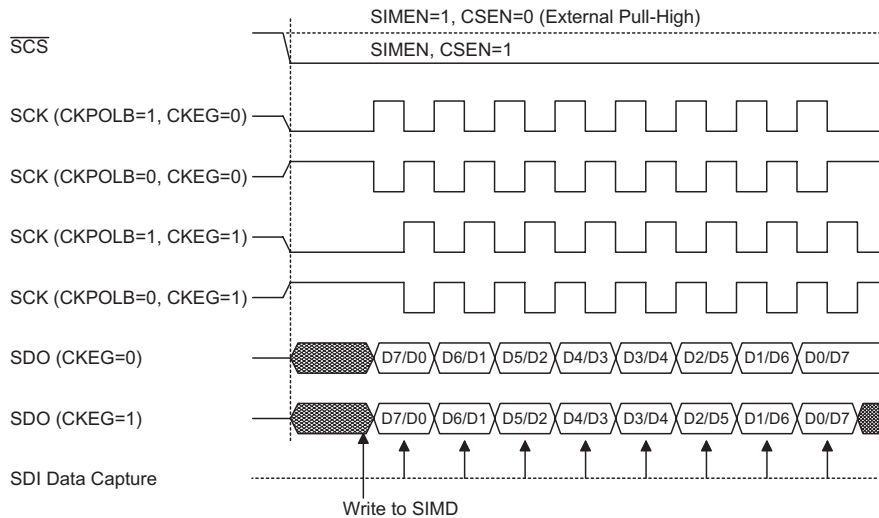 SIMEN=1, CSEN=0 (External Pull-High)
SCS
SIMEN, CSEN=1
SCK (CKPOLB=1, CKEG=0)
SCK (CKPOLB=0, CKEG=0)
SCK (CKPOLB=1, CKEG=1)
SCK (CKPOLB=0, CKEG=1)
SDO (CKEG=0) D7/D0 D6/D1 D5/D2 D4/D3 D3/D4 D2/D5 D1/D6 D0/D7
SDO (CKEG=1) D7/D0 D6/D1 D5/D2 D4/D3 D3/D4 D2/D5 D1/D6 D0/D7
SDI Data Capture
Write to SIMD